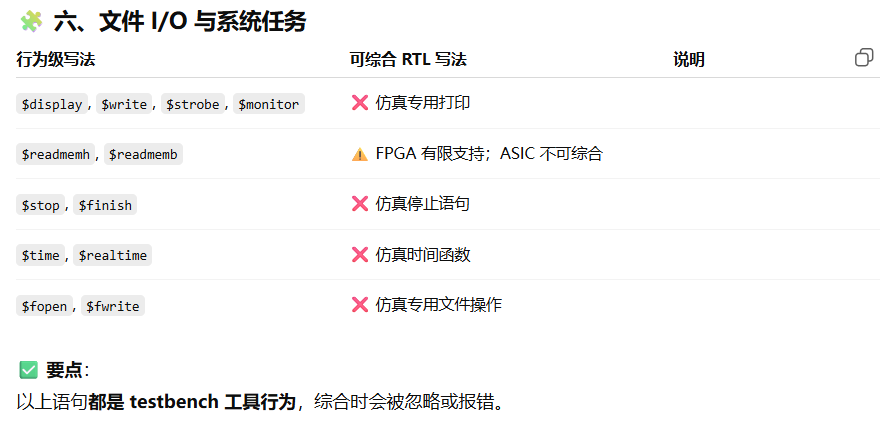 六、文件 I/O 与系统任务
行为级写法 可综合 RTL 写法 说明
$display, $write, $strobe, $monitor ❌ 仿真专用打印
$readmemh, $readmemb ⚠️ FPGA 有限支持；ASIC 不可综合
$stop, $finish ❌ 仿真停止语句
$time, $realtime ❌ 仿真时间函数
$fopen, $fwrite ❌ 仿真专用文件操作
✅ 要点：
以上语句都是 testbench 工具行为，综合时会被忽略或报错。